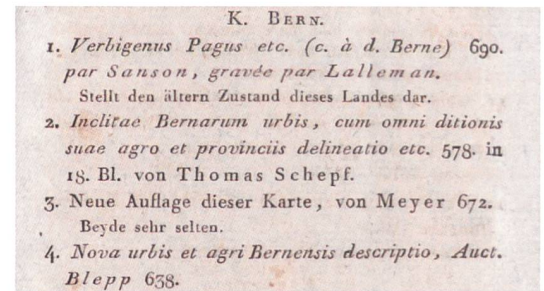 K. BERN.
1. Verbigenus Pagus etc. (c. à d. Berne) 690.
par Sanson, gravée par Lalleman.
Stellt den ältern Zustand dieses Landes dar.
2. Inclitae Bernarum urbis, cum omni ditionis
suae agro et provinciis delineatio etc. 578. in
18. Bl. von Thomas Schepf.
3. Neue Auflage dieser Karte, von Meyer 672.
Beyde sehr selten.
4. Nova urbis et agri Bernensis descriptio, Auct.
Blepp 638.